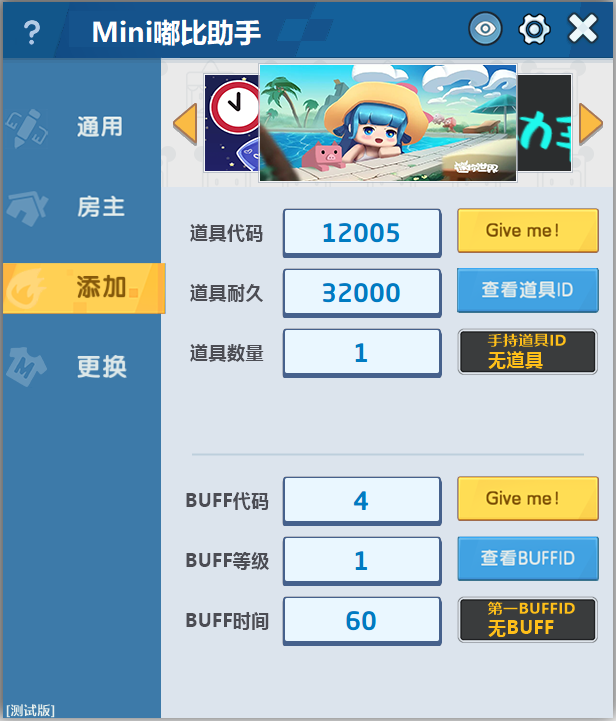 ?
Mini嘟比助手
通用
房主
添加
更换
迷你世界
道具代码
12005
Give me!
道具耐久
32000
查看道具ID
道具数量
1
手持道具ID
无道具
BUFF代码
4
Give me!
BUFF等级
1
查看BUFFID
BUFF时间
60
第一BUFFID
无BUFF
[测试版]